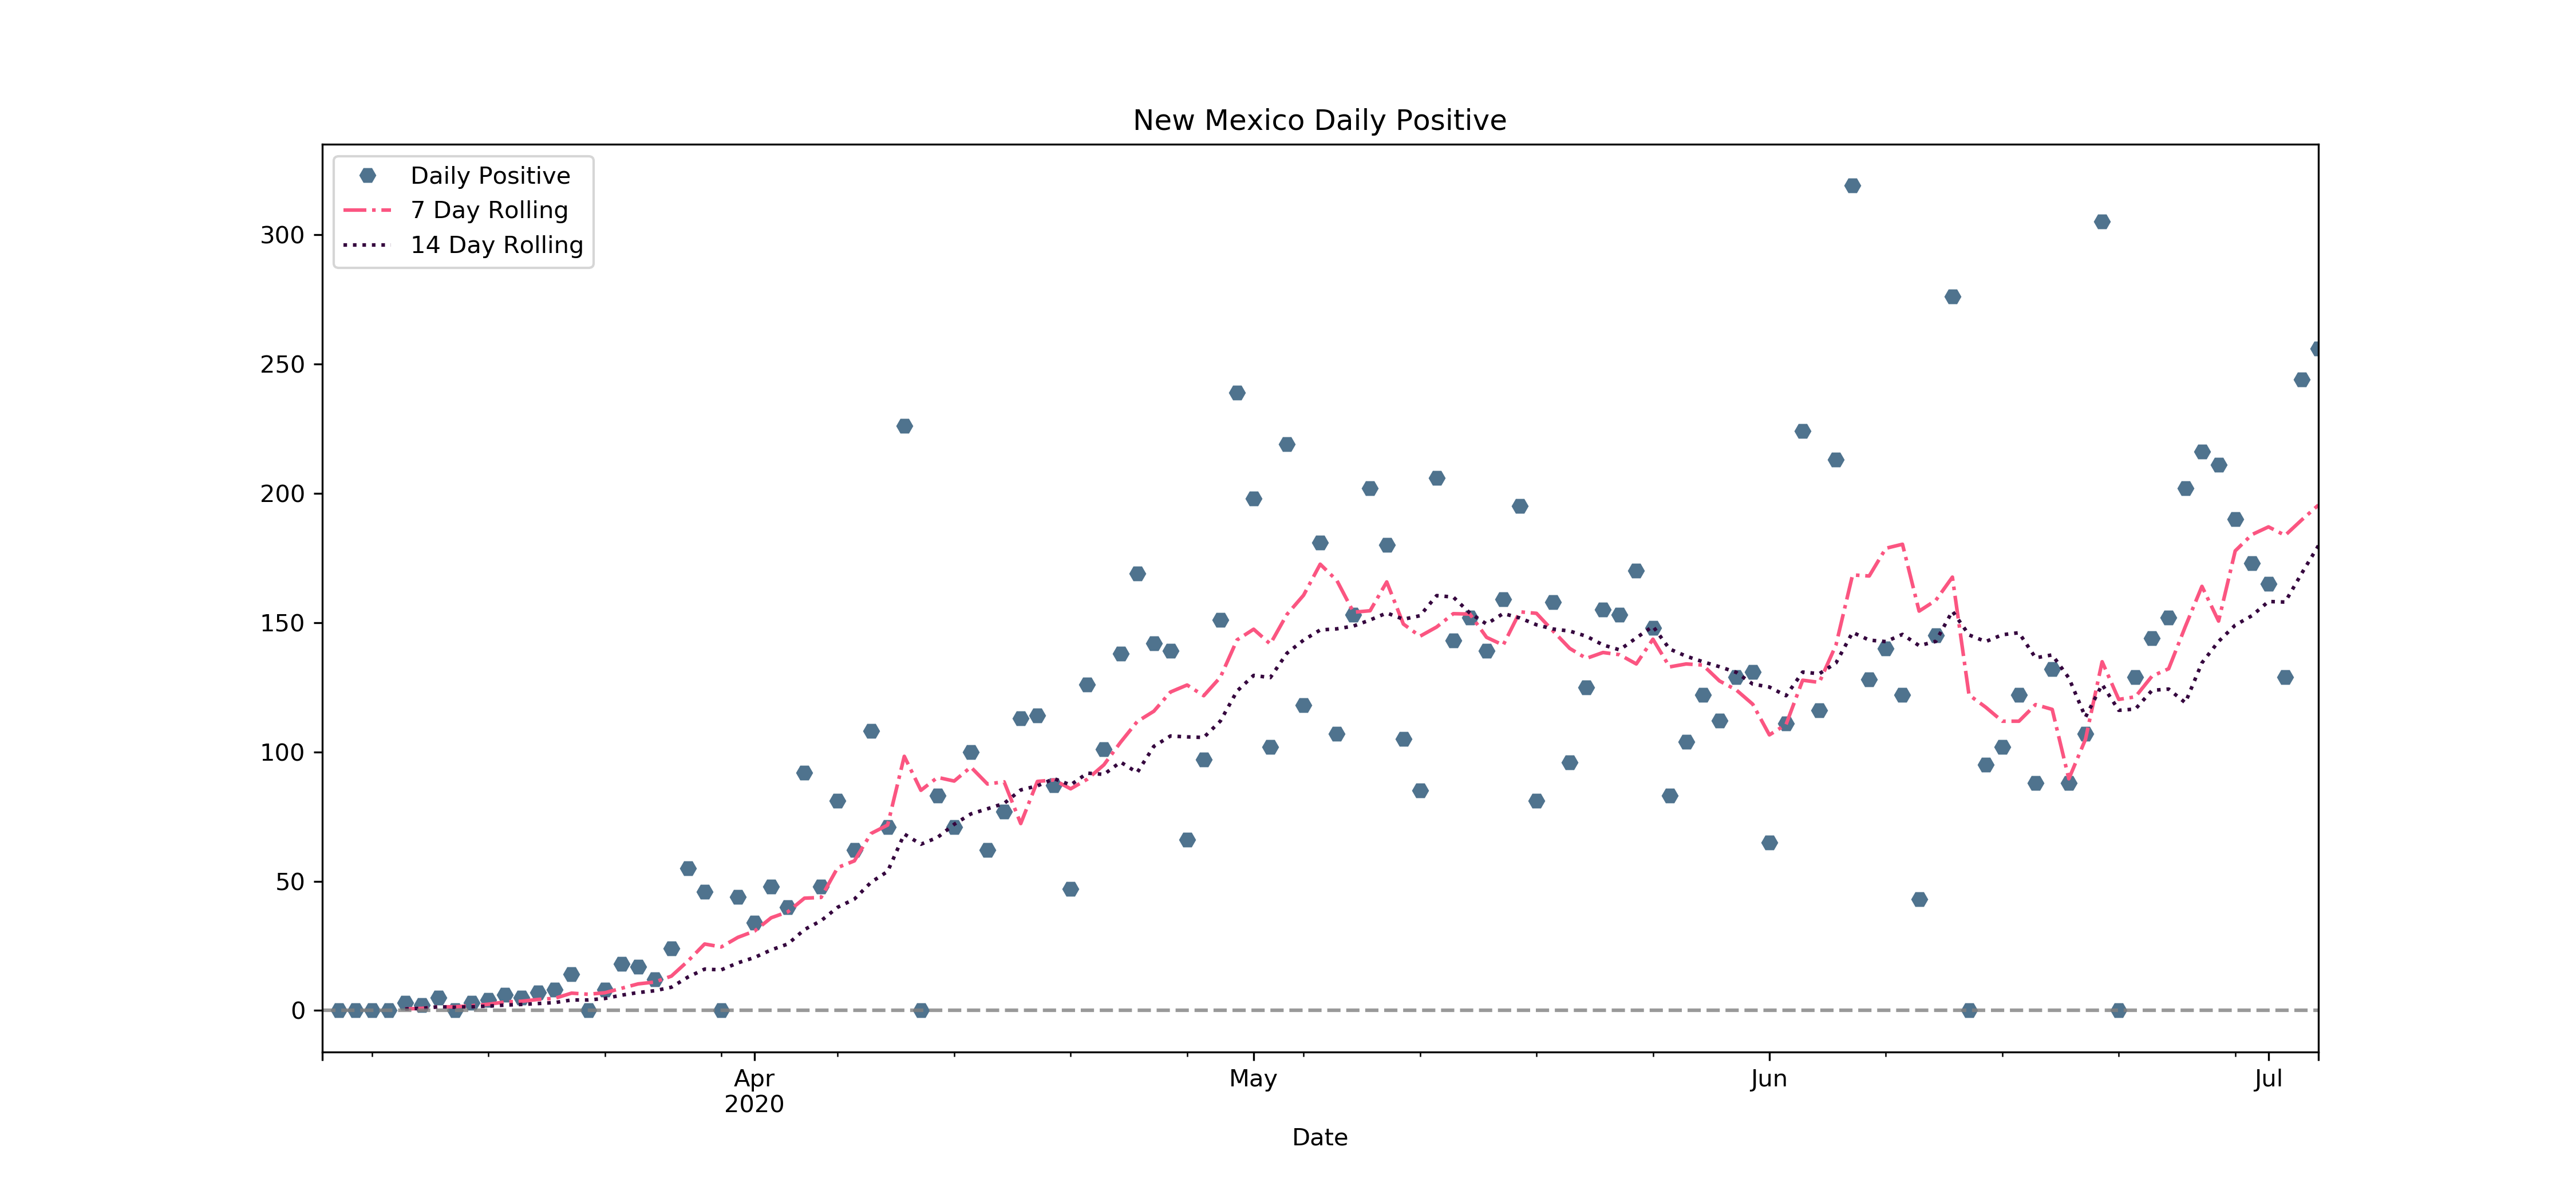 New Mexico Daily Positive
Daily Positive
7 Day Rolling
14 Day Rolling
300
250
200
150
100
50
0
Apr
2020
May
Jun
Jul
Date